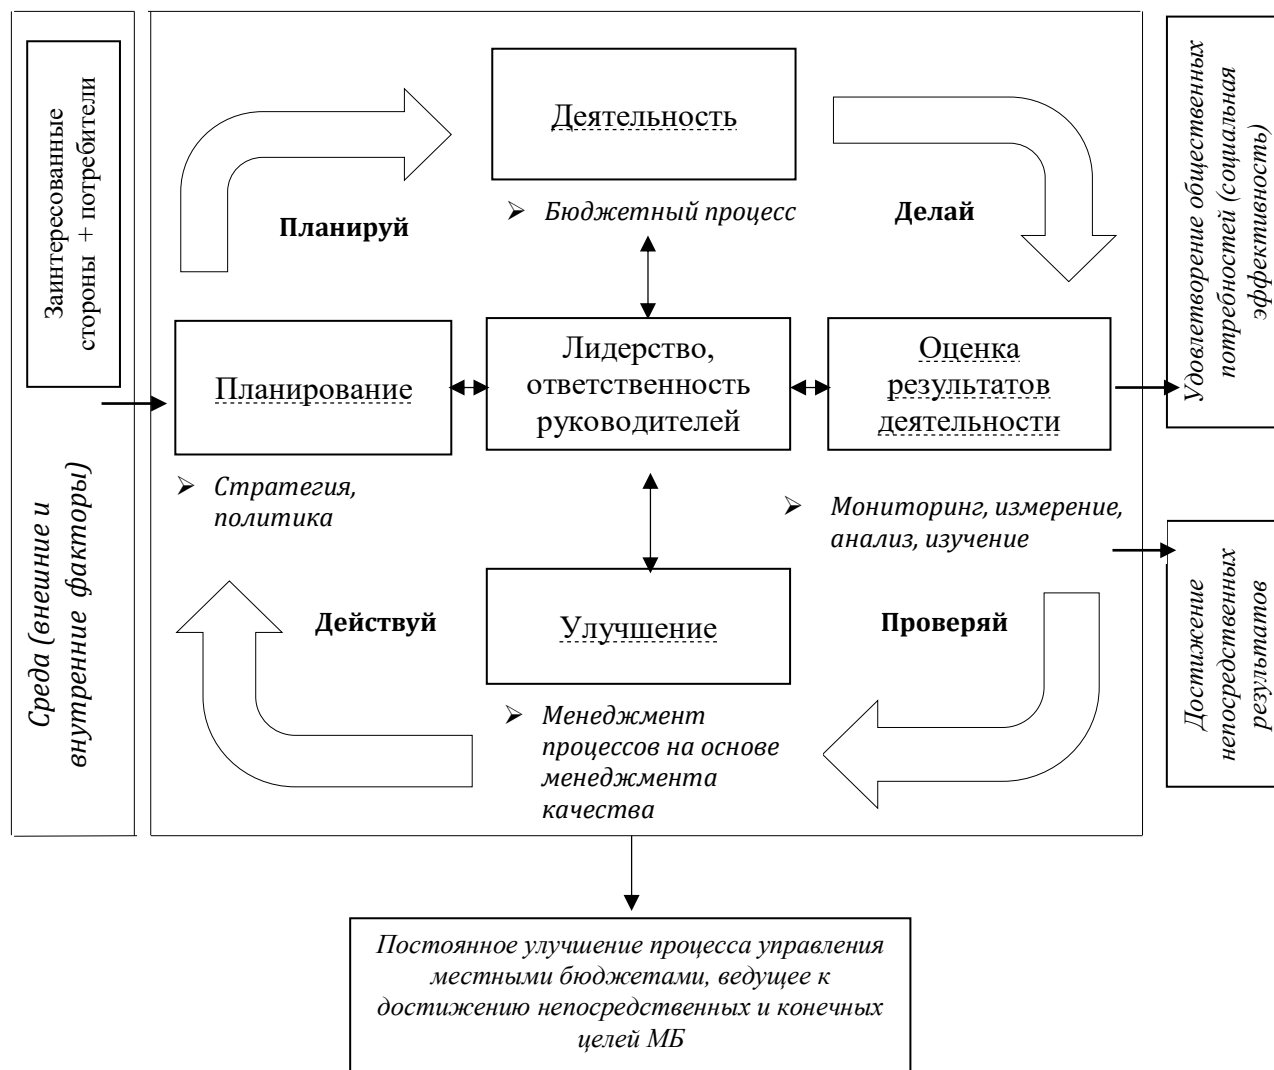 Заинтересованные
стороны + потребители
Среда (внешние и
внутренние факторы)
Деятельность
Бюджетный процесс
Планируй
Делай
Планирование
Стратегия,
политика
Лидерство,
ответственность
руководителей
Оценка
результатов
деятельности
Мониторинг, измерение,
анализ, изучение
Действуй
Улучшение
Проверяй
Менеджмент
процессов на основе
менеджмента
качества
Удовлетворение общественных
потребностей (социальная
эффективность)
Достижение
непосредственных
результатов
Постоянное улучшение процесса управления
местными бюджетами, ведущее к
достижению непосредственных и конечных
целей МБ